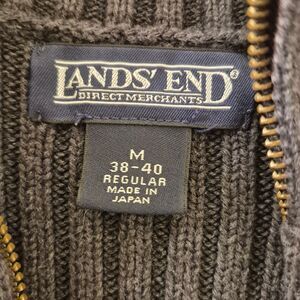 LANDS' END®
DIRECT MERCHANTS
M
38-40
REGULAR
MADE IN
JAPAN